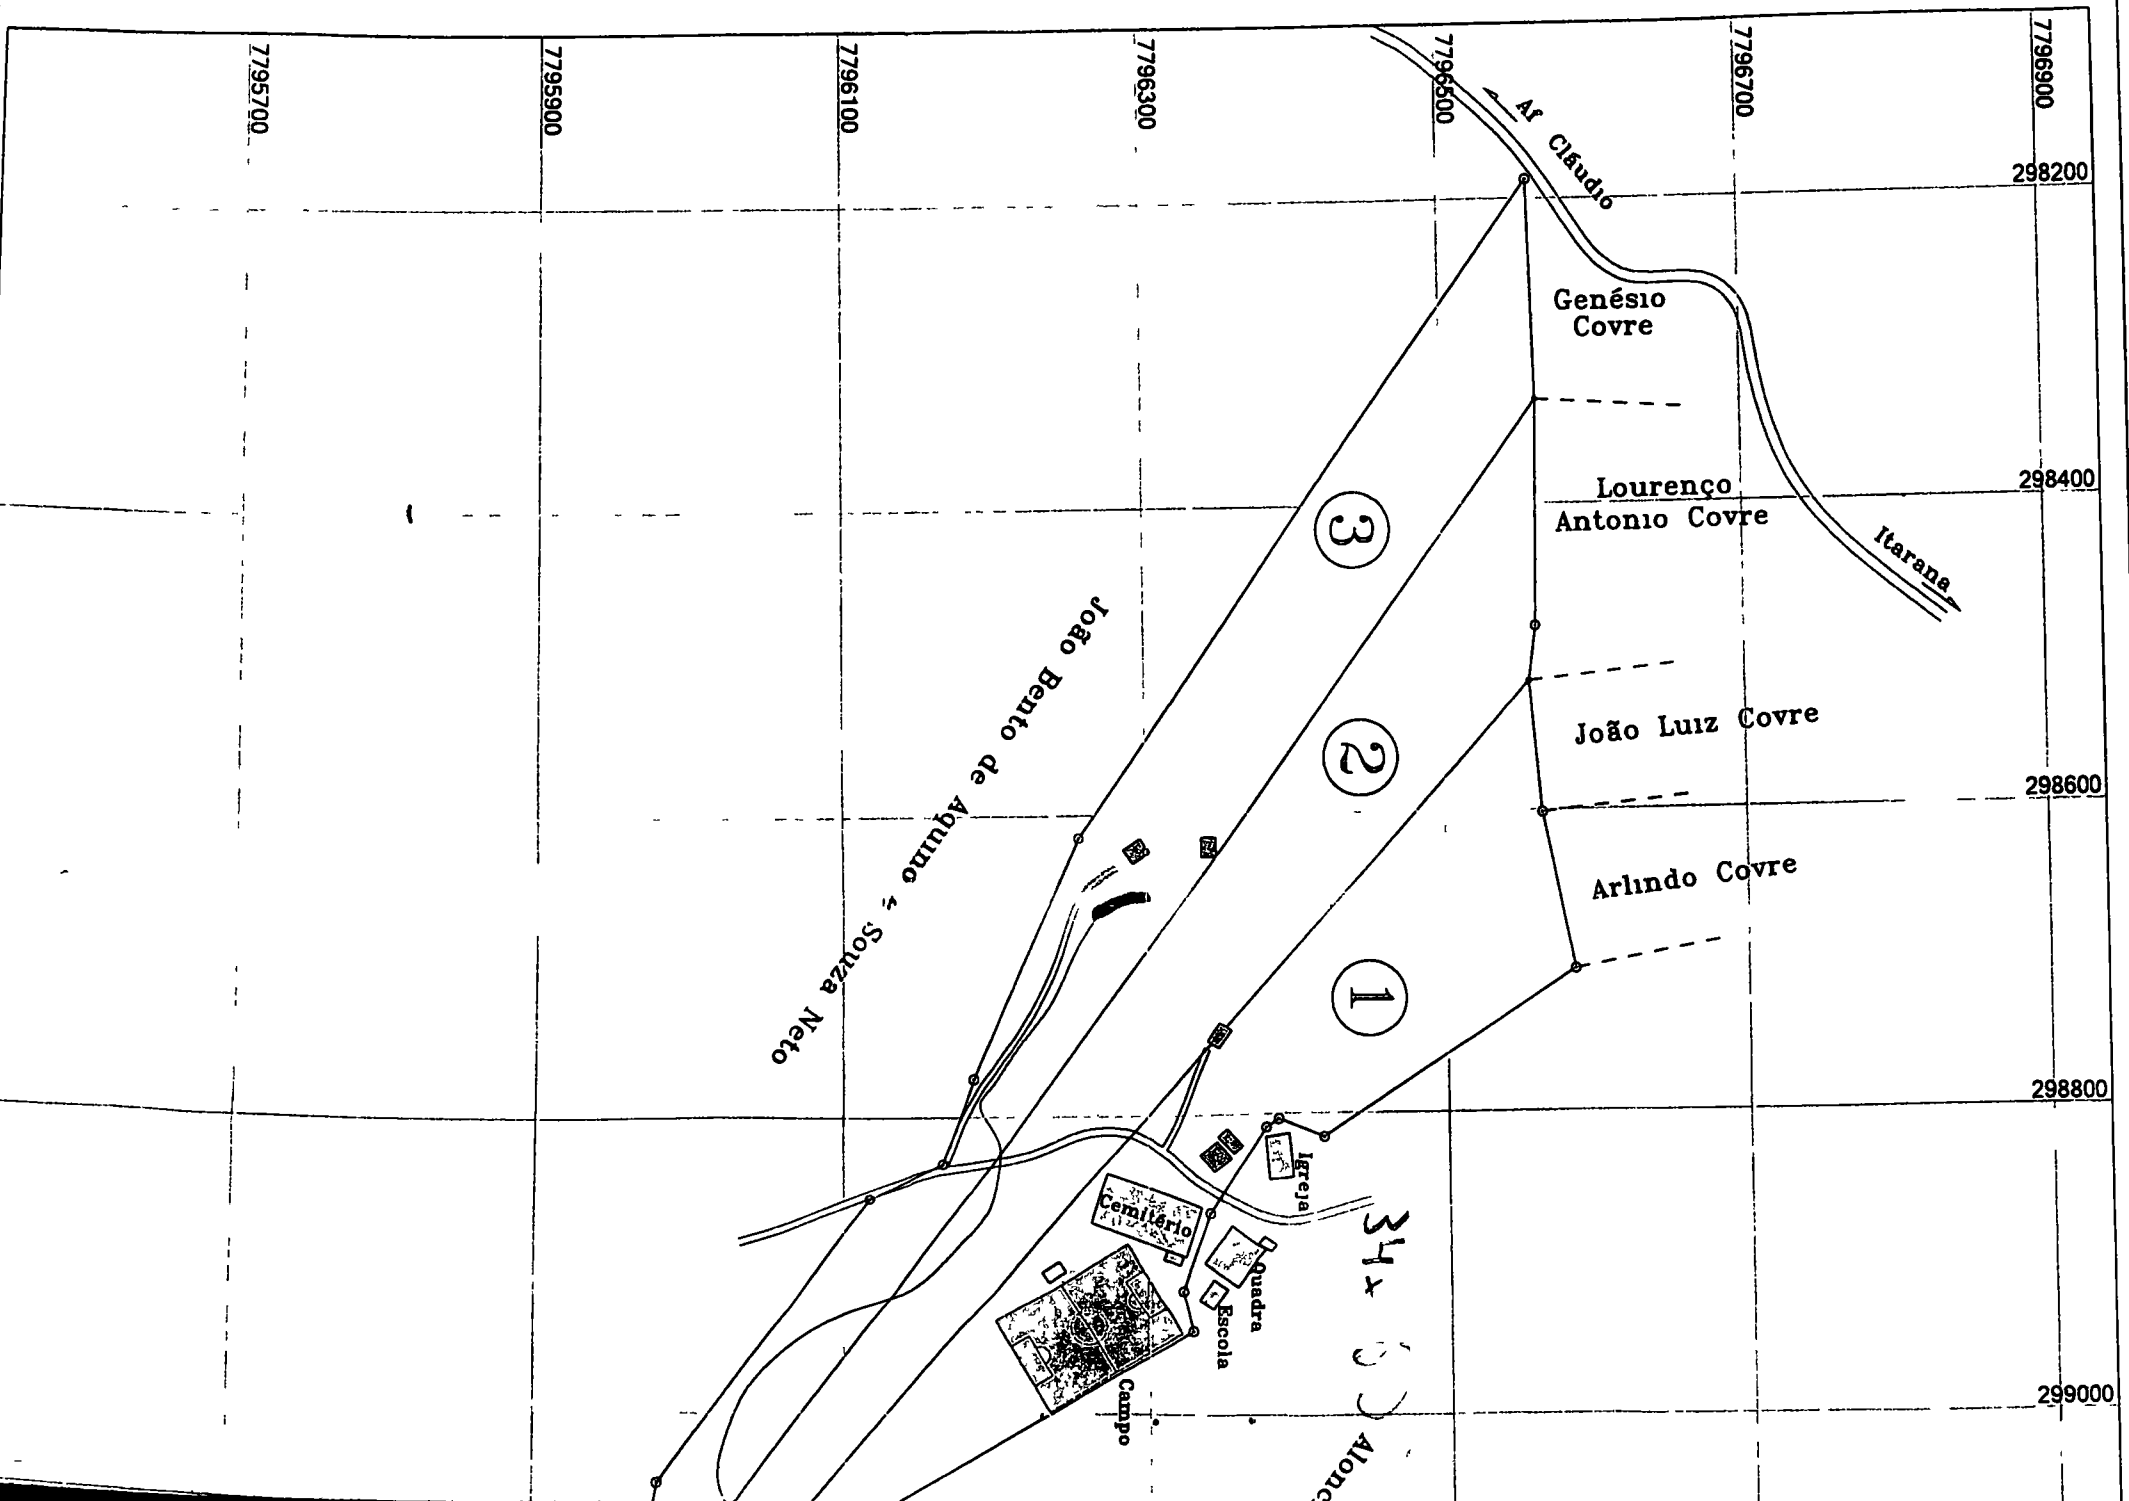 7795700
7795900
7796100
7796300
7796500
7796700
7796900
298200
298400
298600
298800
299000
Af Cláudio
Itarana
Genésio
Covre
Lourenço
Antonio Covre
João Luiz Covre
Arlindo Covre
João Bento de Aquino e Souza Neto
3
2
1
Igreja
Cemitério
Quadra
Escola
Campo
34x